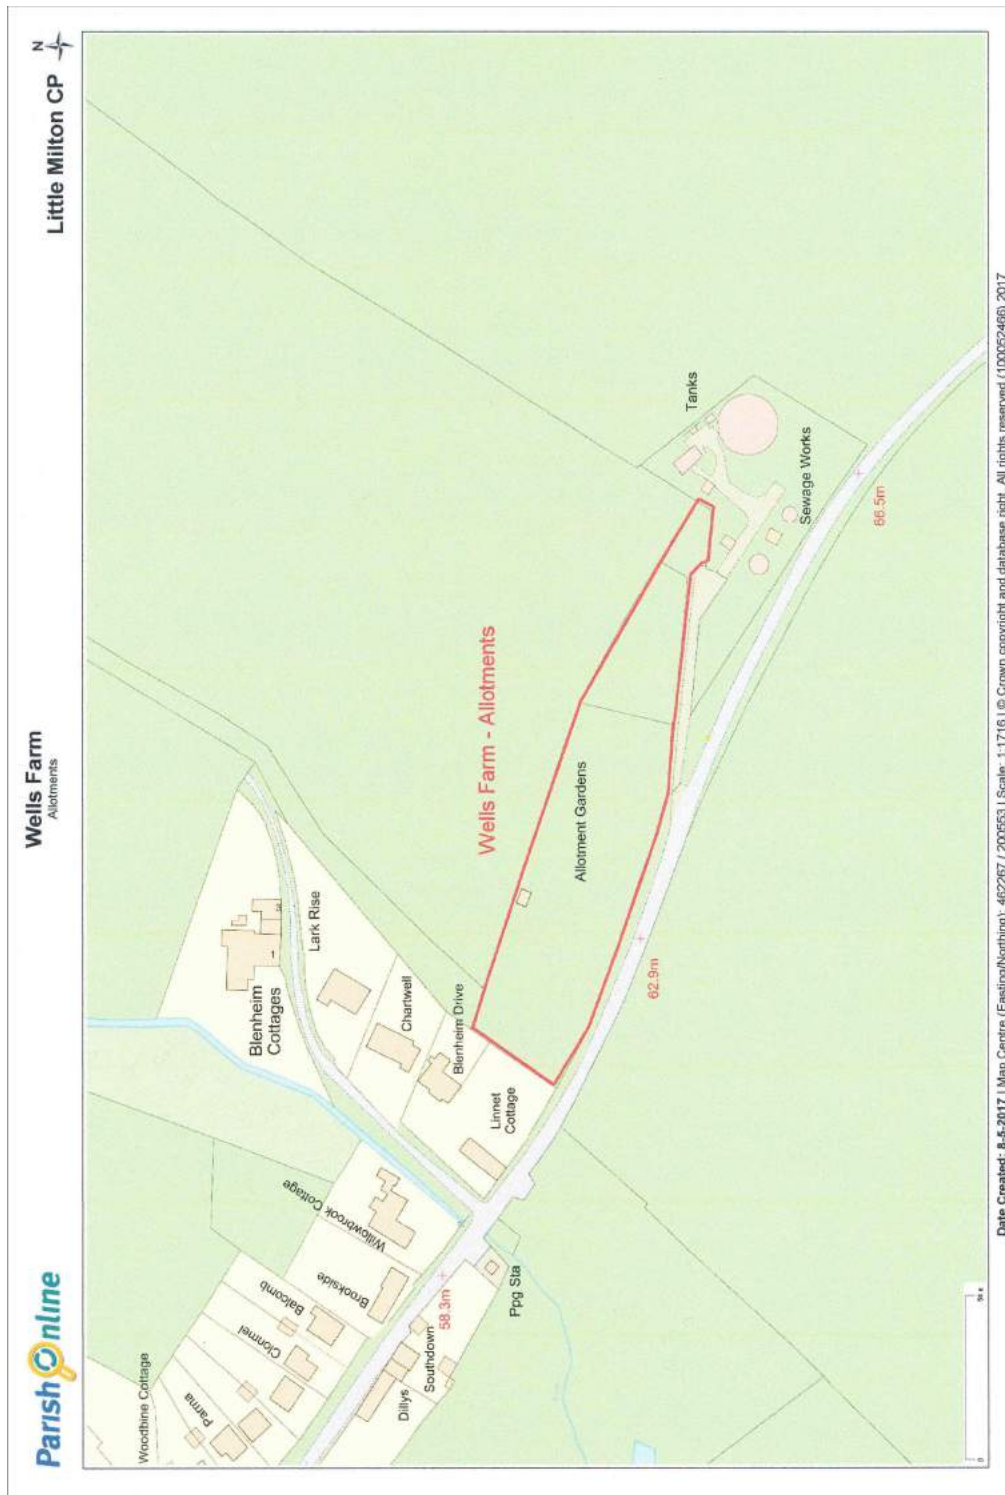 Parish Online
Wells Farm
Allotments
Little Milton CP
N
Woodbine Cottage
Parma
Clonmel
Balcomb
Brookside
Willowbrook Cottage
Blenheim
Cottages
1
Lark Rise
Chartwell
Blenheim Drive
Linnet
Cottage
58.3m
Dillys
Southdown
Ppg Sta
Wells Farm - Allotments
Allotment Gardens
62.9m
Tanks
Sewage Works
66.5m
0
Date Created: 8-5-2017 | Map Centre (Easting/Northing): 462267 / 200553 | Scale: 1:1716 | © Crown copyright and database right. All rights reserved (100052466) 2017